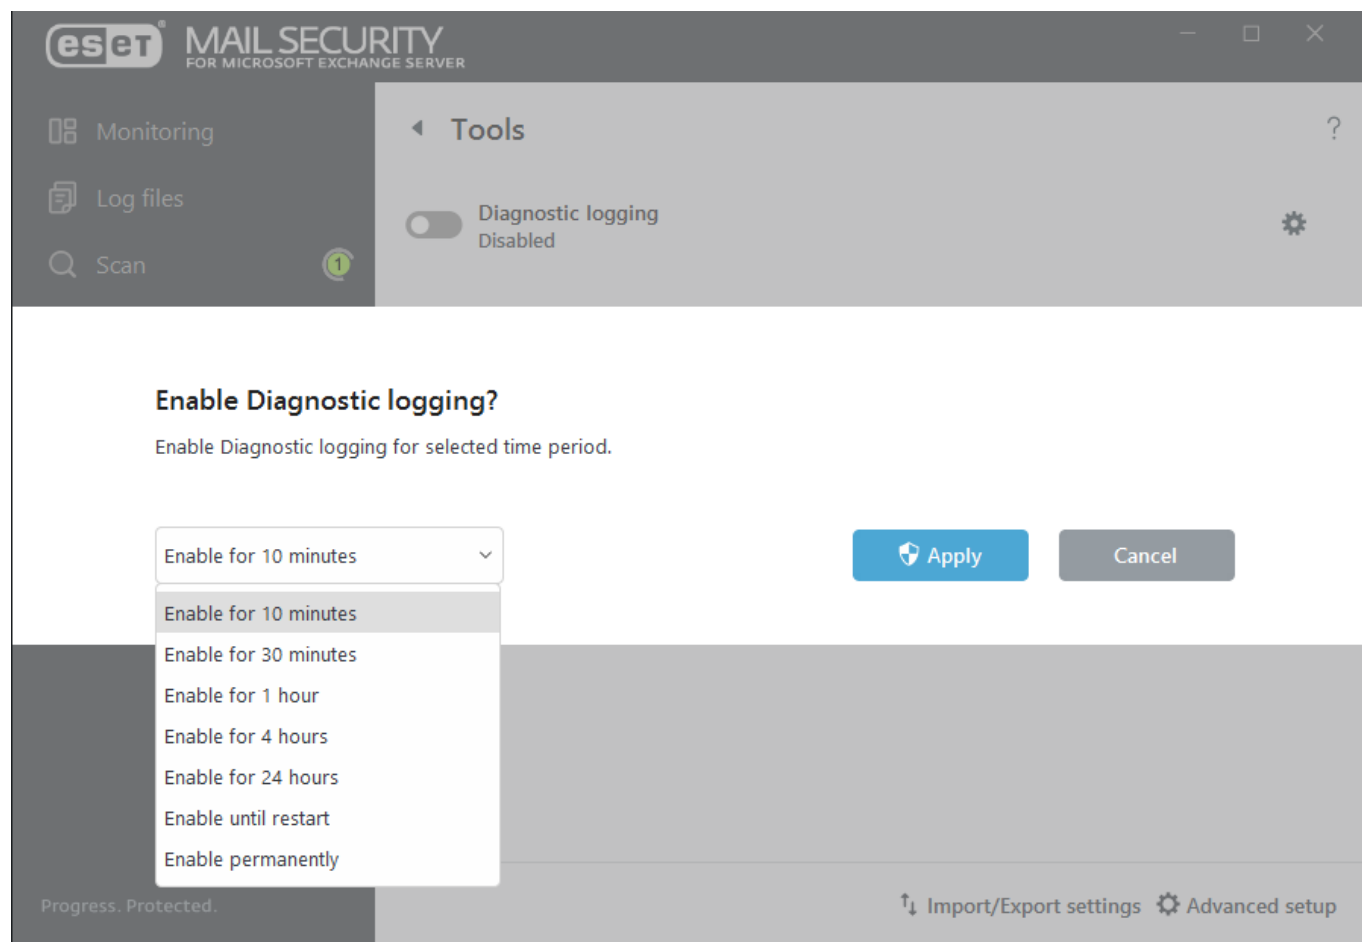 eset® MAIL SECURITY
FOR MICROSOFT EXCHANGE SERVER
Monitoring
Log files
Scan 1
Tools
?
Diagnostic logging
Disabled
Enable Diagnostic logging?
Enable Diagnostic logging for selected time period.
Enable for 10 minutes
Apply
Cancel
Enable for 10 minutes
Enable for 30 minutes
Enable for 1 hour
Enable for 4 hours
Enable for 24 hours
Enable until restart
Enable permanently
Progress. Protected.
Import/Export settings
Advanced setup